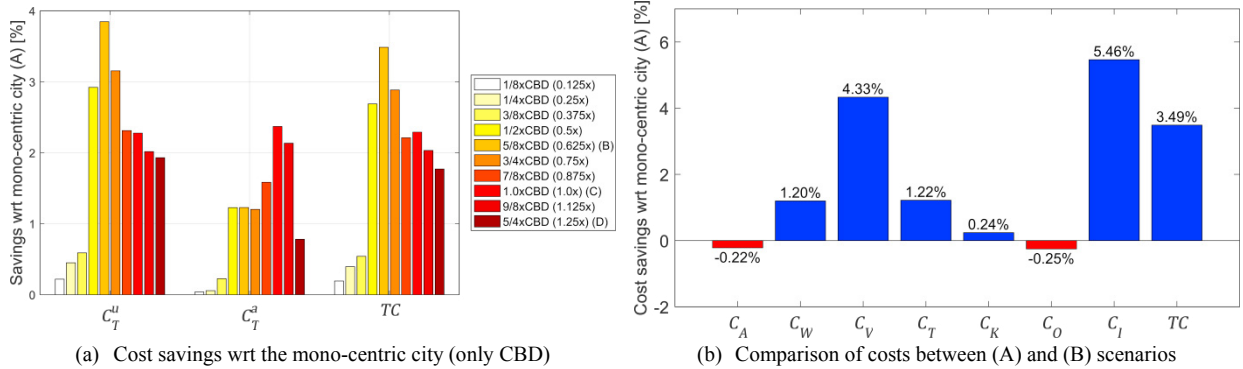 Savings wrt mono-centric city (A) [%]
4
3
2
1
0
C_T^u
C_T^a
TC
1/8xCBD (0.125x)
1/4xCBD (0.25x)
3/8xCBD (0.375x)
1/2xCBD (0.5x)
5/8xCBD (0.625x) (B)
3/4xCBD (0.75x)
7/8xCBD (0.875x)
1.0xCBD (1.0x) (C)
9/8xCBD (1.125x)
5/4xCBD (1.25x) (D)
(a) Cost savings wrt the mono-centric city (only CBD)
Cost savings wrt mono-centric city (A) [%]
6
4
2
0
-2
-0.22%
1.20%
4.33%
1.22%
0.24%
-0.25%
5.46%
3.49%
C_A
C_W
C_V
C_T
C_K
C_O
C_I
TC
(b) Comparison of costs between (A) and (B) scenarios